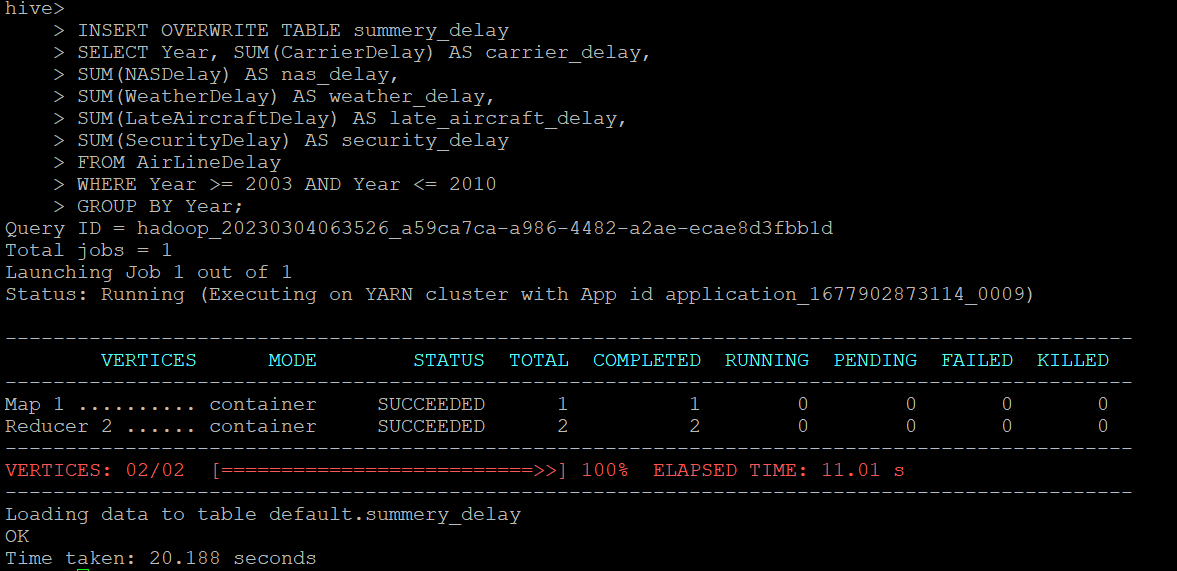 hive>
    > INSERT OVERWRITE TABLE summery_delay
    > SELECT Year, SUM(CarrierDelay) AS carrier_delay,
    > SUM(NASDelay) AS nas_delay,
    > SUM(WeatherDelay) AS weather_delay,
    > SUM(LateAircraftDelay) AS late_aircraft_delay,
    > SUM(SecurityDelay) AS security_delay
    > FROM AirLineDelay
    > WHERE Year >= 2003 AND Year <= 2010
    > GROUP BY Year;
Query ID = hadoop_20230304063526_a59ca7ca-a986-4482-a2ae-ecae8d3fbb1d
Total jobs = 1
Launching Job 1 out of 1
Status: Running (Executing on YARN cluster with App id application_1677902873114_0009)
----------------------------------------------------------------------------------------------
        VERTICES      MODE        STATUS  TOTAL  COMPLETED  RUNNING  PENDING  FAILED  KILLED
----------------------------------------------------------------------------------------------
Map 1 .......... container     SUCCEEDED      1          1        0        0       0       0
Reducer 2 ...... container     SUCCEEDED      2          2        0        0       0       0
----------------------------------------------------------------------------------------------
VERTICES: 02/02  [==========================>>] 100%  ELAPSED TIME: 11.01 s
----------------------------------------------------------------------------------------------
Loading data to table default.summery_delay
OK
Time taken: 20.188 seconds